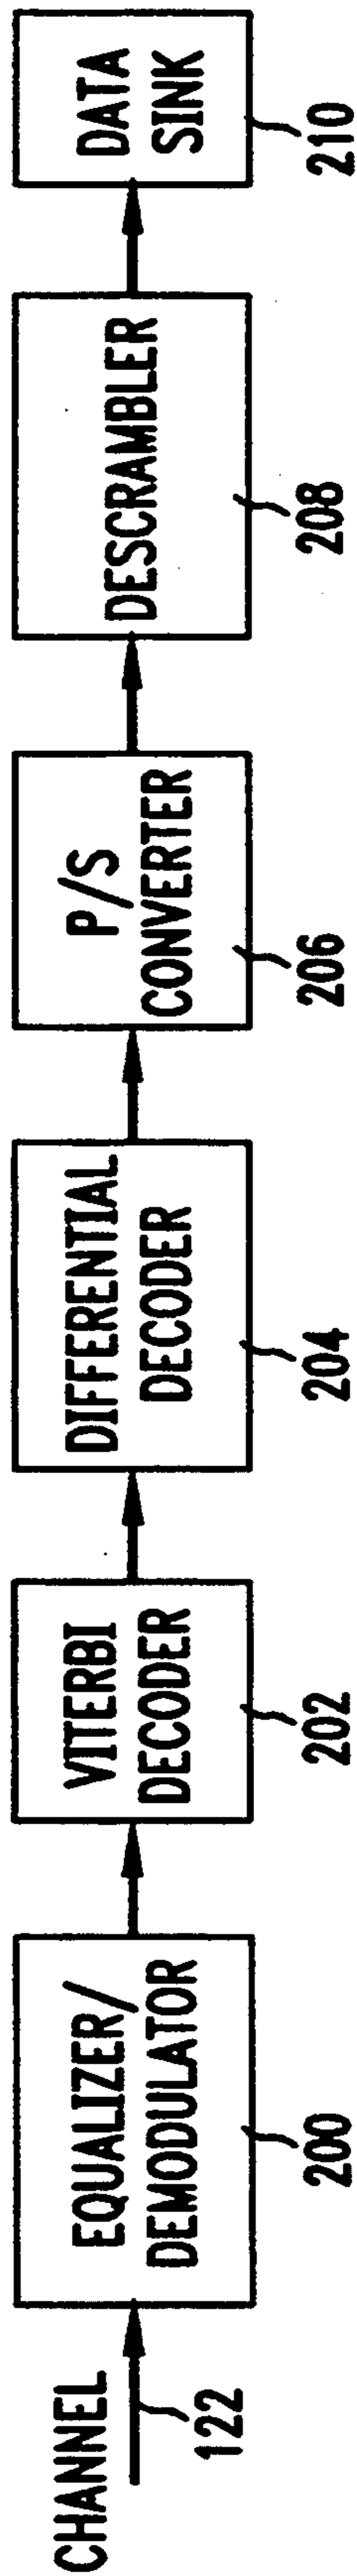 CHANNEL
122
EQUALIZER/
DEMODULATOR
200
VITERBI
DECODER
202
DIFFERENTIAL
DECODER
204
P/S
CONVERTER
206
DESCRAMBLER
208
DATA
SINK
210